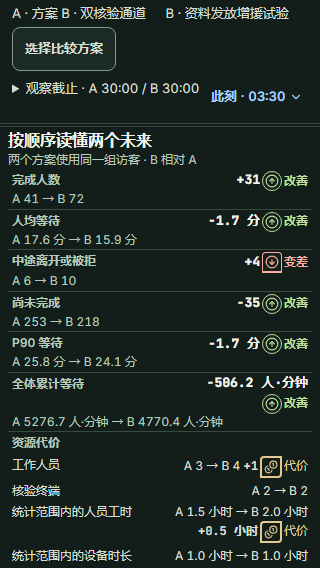 A · 方案 B · 双核验通道 B · 资料发放增援试验
选择比较方案
▶ 观察截止 · A 30:00 / B 30:00
此刻 · 03:30
按顺序读懂两个未来
两个方案使用同一组访客 · B 相对 A
完成人数 +31 改善
A 41 → B 72
人均等待 -1.7 分 改善
A 17.6 分 → B 15.9 分
中途离开或被拒 +4 变差
A 6 → B 10
尚未完成 -35 改善
A 253 → B 218
P90 等待 -1.7 分 改善
A 25.8 分 → B 24.1 分
全体累计等待 -506.2 人·分钟
改善
A 5276.7 人·分钟 → B 4770.4 人·分钟
资源代价
工作人员 A 3 → B 4 +1 代价
核验终端 A 2 → B 2
统计范围内的人员工时 A 1.5 小时 → B 2.0 小时
+0.5 小时 代价
统计范围内的设备时长 A 1.0 小时 → B 1.0 小时